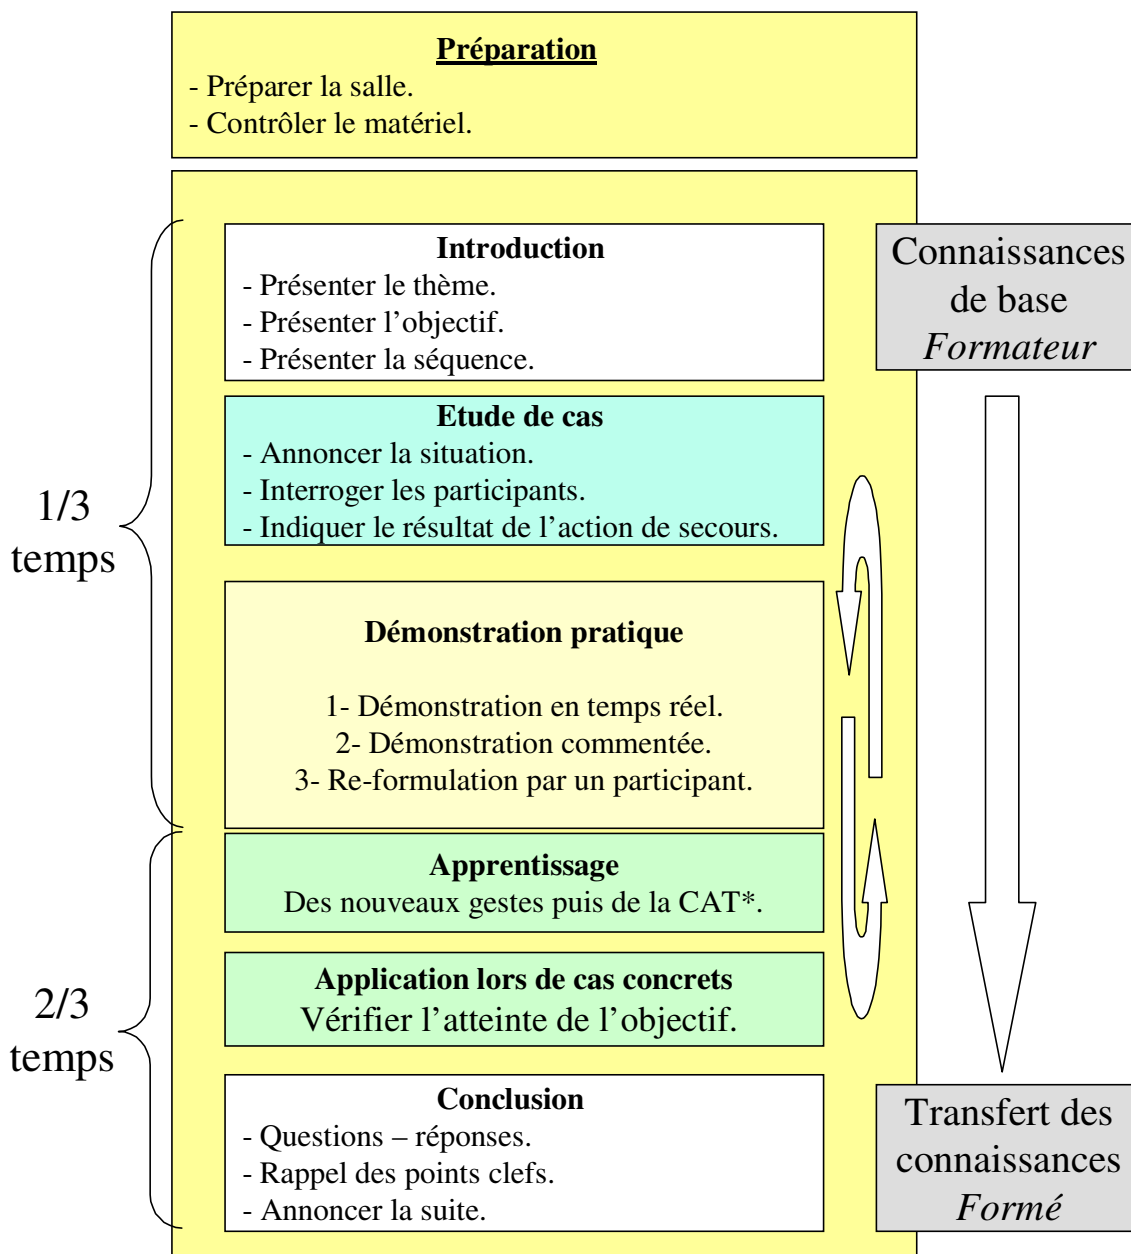 Préparation
- Préparer la salle.
- Contrôler le matériel.
Introduction
- Présenter le thème.
- Présenter l’objectif.
- Présenter la séquence.
Connaissances
de base
Formateur
Etude de cas
- Annoncer la situation.
- Interroger les participants.
- Indiquer le résultat de l’action de secours.
1/3
temps
Démonstration pratique
1- Démonstration en temps réel.
2- Démonstration commentée.
3- Re-formulation par un participant.
Apprentissage
Des nouveaux gestes puis de la CAT*.
Application lors de cas concrets
Vérifier l’atteinte de l’objectif.
2/3
temps
Conclusion
- Questions – réponses.
- Rappel des points clefs.
- Annoncer la suite.
Transfert des
connaissances
Formé